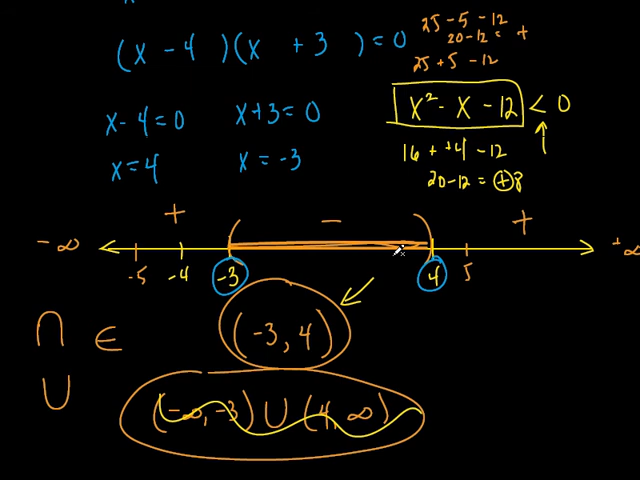 (x - 4)(x + 3) = 0
25 - 5 - 12
20 - 12 = +
25 + 5 - 12
x² - x - 12 < 0
x - 4 = 0 x + 3 = 0
x = 4 x = -3
16 + +4 - 12
20 - 12 = +8
+ ( - ) +
-∞ +∞
-5 -4 -3 4 5
∩ ∈ (-3, 4)
∪ (-∞, -3) ∪ (4, ∞)